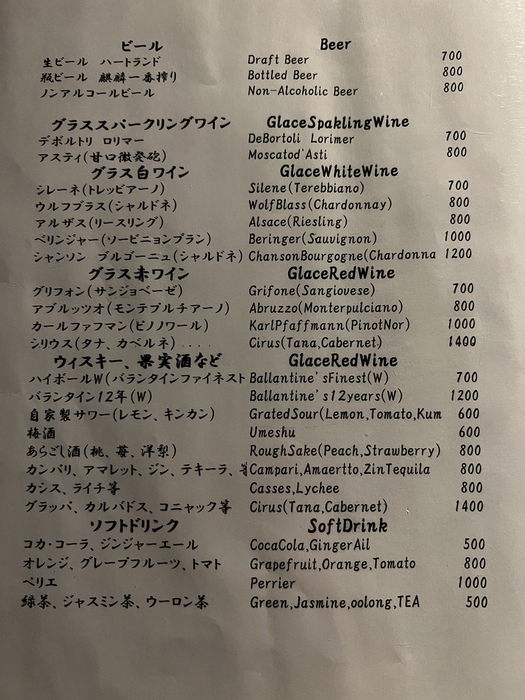 ビール Beer
生ビール ハートランド Draft Beer 700
瓶ビール 麒麟一番搾り Bottled Beer 800
ノンアルコールビール Non-Alcoholic Beer 800
グラススパークリングワイン GlaceSpaklingWine
デボルトリ ロリマー DeBortoli Lorimer 700
アスティ(甘口微発砲) Moscatod'Asti 800
グラス白ワイン GlaceWhiteWine
シレーネ(トレッビアーノ) Silene(Terebbiano) 700
ウルフブラス(シャルドネ) WolfBlass(Chardonnay) 800
アルザス(リースリング) Alsace(Riesling) 800
ベリンジャー(ソービニョンブラン) Beringer(Sauvignon) 1000
シャンソン ブルゴーニュ(シャルドネ) ChansonBourgogne(Chardonna 1200
グラス赤ワイン GlaceRedWine
グリフォン(サンジョベーゼ) Grifone(Sangiovese) 700
アブルッツオ(モンテプルチアーノ) Abruzzo(Monterpulciano) 800
カールファフマン(ピノノワール) KarlPfaffmann(PinotNor) 1000
シリウス(タナ、カベルネ) .... Cirus(Tana,Cabernet) 1400
ウィスキー、果実酒など GlaceRedWine
ハイボールW(バランタインファイネスト Ballantine'sFinest(W) 700
バランタイン12年(W) Ballantine's12years(W) 1200
自家製サワー(レモン、キンカン) GratedSour(Lemon,Tomato,Kum 600
梅酒 Umeshu 600
あらごし酒(桃、苺、洋梨) RoughSake(Peach,Strawberry) 800
カンパリ、アマレット、ジン、テキーラ、等 Campari,Amaertto,ZinTequila 800
カシス、ライチ等 Casses,Lychee 800
グラッパ、カルバドス、コニャック等 Cirus(Tana,Cabernet) 1400
ソフトドリンク SoftDrink
コカ・コーラ、ジンジャーエール CocaCola,GingerAil 500
オレンジ、グレープフルーツ、トマト Grapefruit,Orange,Tomato 800
ペリエ Perrier 1000
緑茶、ジャスミン茶、ウーロン茶 Green,Jasmine,oolong,TEA 500